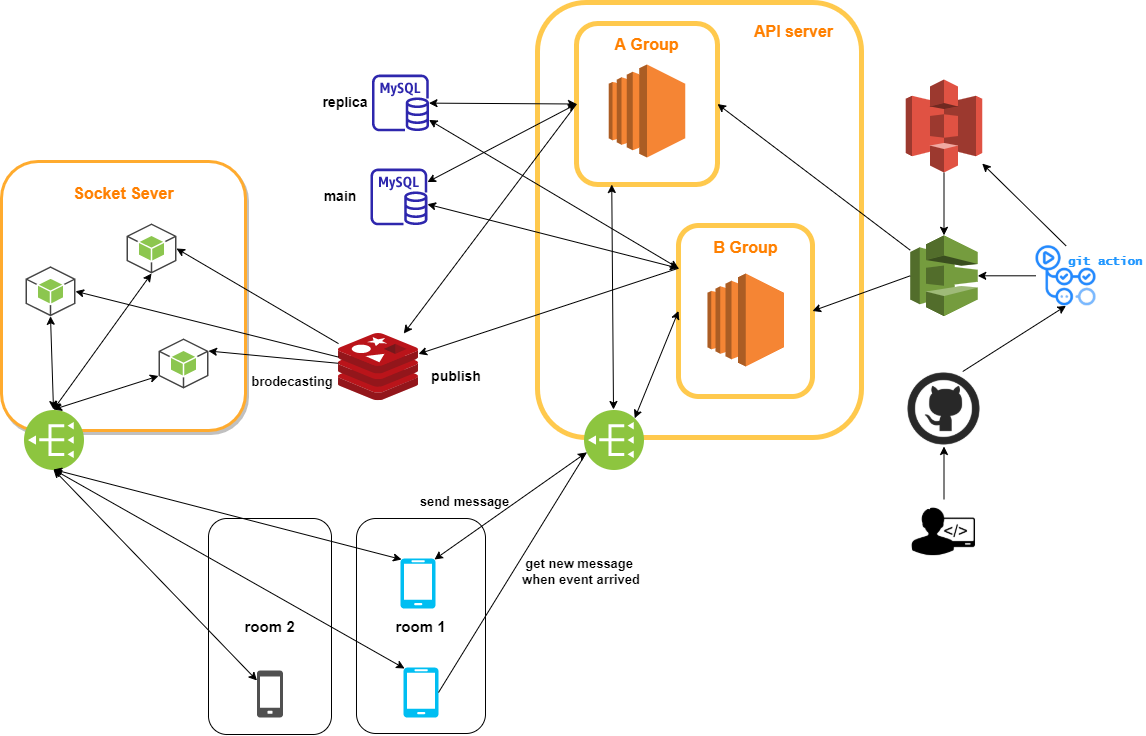 API server
A Group
MySQL
replica
MySQL
main
Socket Sever
B Group
git action
publish
brodecasting
send message
</>
get new message
when event arrived
room 2
room 1